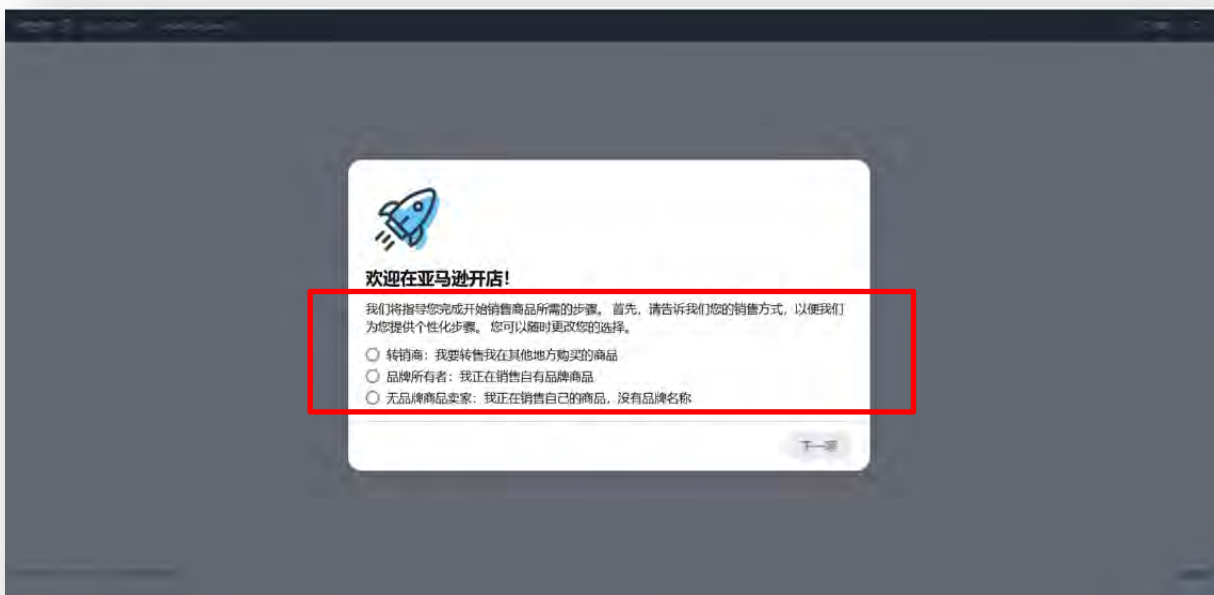 欢迎在亚马逊开店!
我们将指导您完成开始销售商品所需的步骤。 首先，请告诉我们您的销售方式，以便我们
为您提供个性化步骤。 您可以随时更改您的选择。
转销商：我要转售我在其他地方购买的商品
品牌所有者：我正在销售自有品牌商品
无品牌商品卖家：我正在销售自己的商品，没有品牌名称
下一项